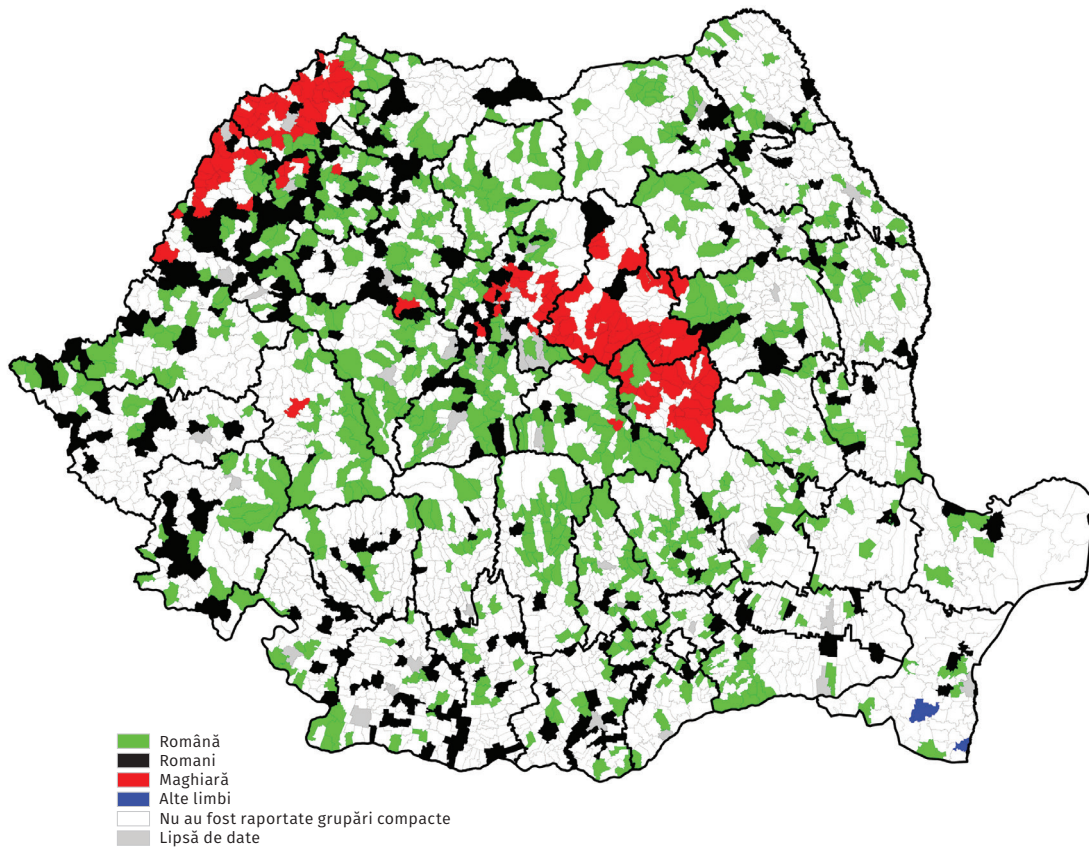 Română
Romani
Maghiară
Alte limbi
Nu au fost raportate grupări compacte
Lipsă de date